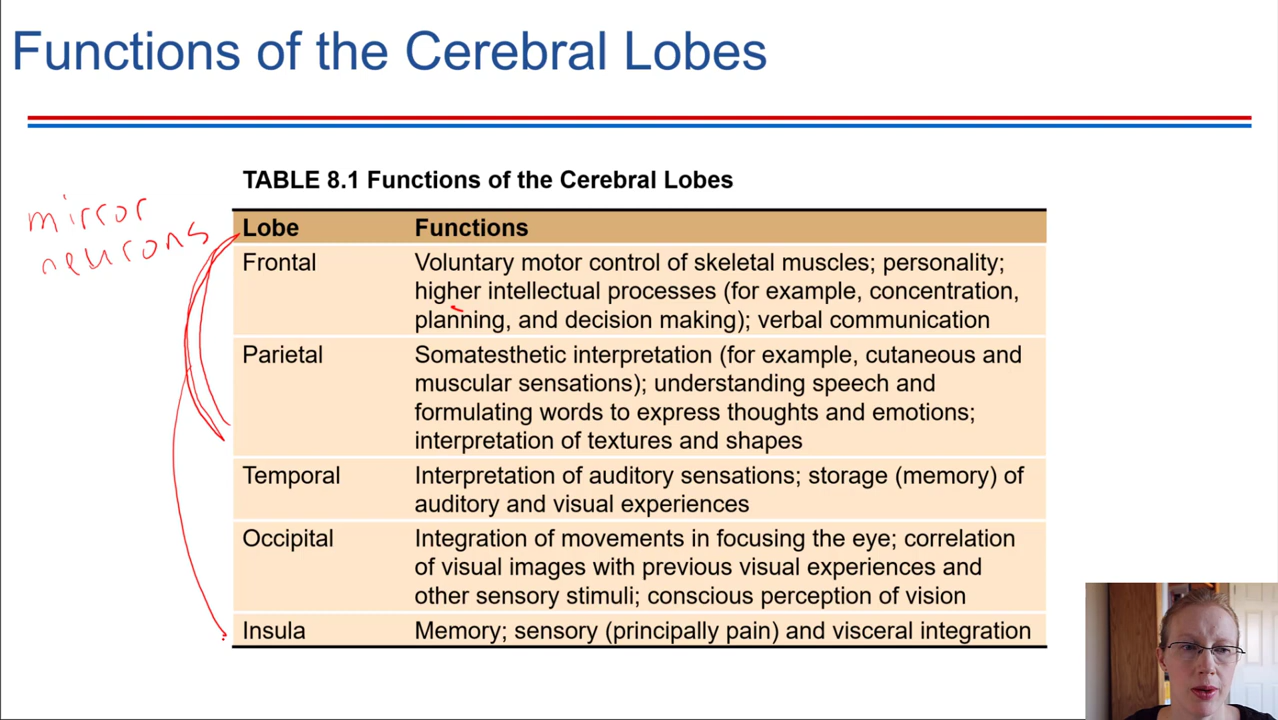 Functions of the Cerebral Lobes
mirror
neurons
TABLE 8.1 Functions of the Cerebral Lobes
Lobe Functions
Frontal Voluntary motor control of skeletal muscles; personality;
higher intellectual processes (for example, concentration,
planning, and decision making); verbal communication
Parietal Somatesthetic interpretation (for example, cutaneous and
muscular sensations); understanding speech and
formulating words to express thoughts and emotions;
interpretation of textures and shapes
Temporal Interpretation of auditory sensations; storage (memory) of
auditory and visual experiences
Occipital Integration of movements in focusing the eye; correlation
of visual images with previous visual experiences and
other sensory stimuli; conscious perception of vision
Insula Memory; sensory (principally pain) and visceral integration